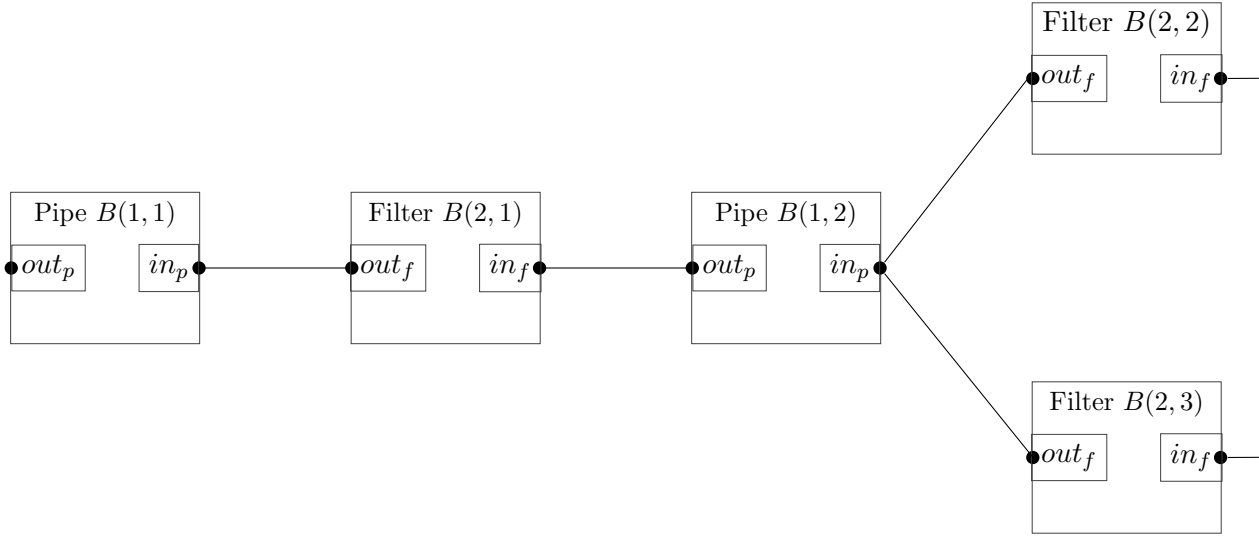 Filter B(2, 2)
out_f in_f
Pipe B(1, 1)
out_p in_p
Filter B(2, 1)
out_f in_f
Pipe B(1, 2)
out_p in_p
Filter B(2, 3)
out_f in_f